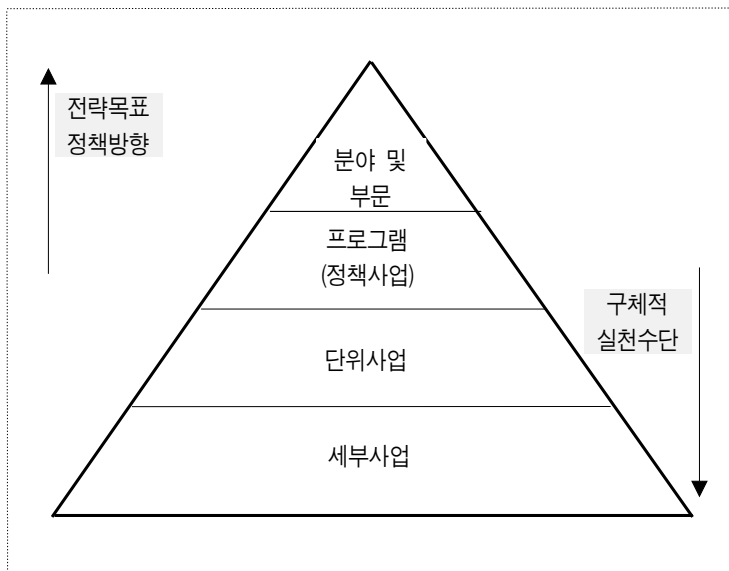 전략목표
정책방향
분야 및
부문
프로그램
(정책사업)
구체적
실천수단
단위사업
세부사업